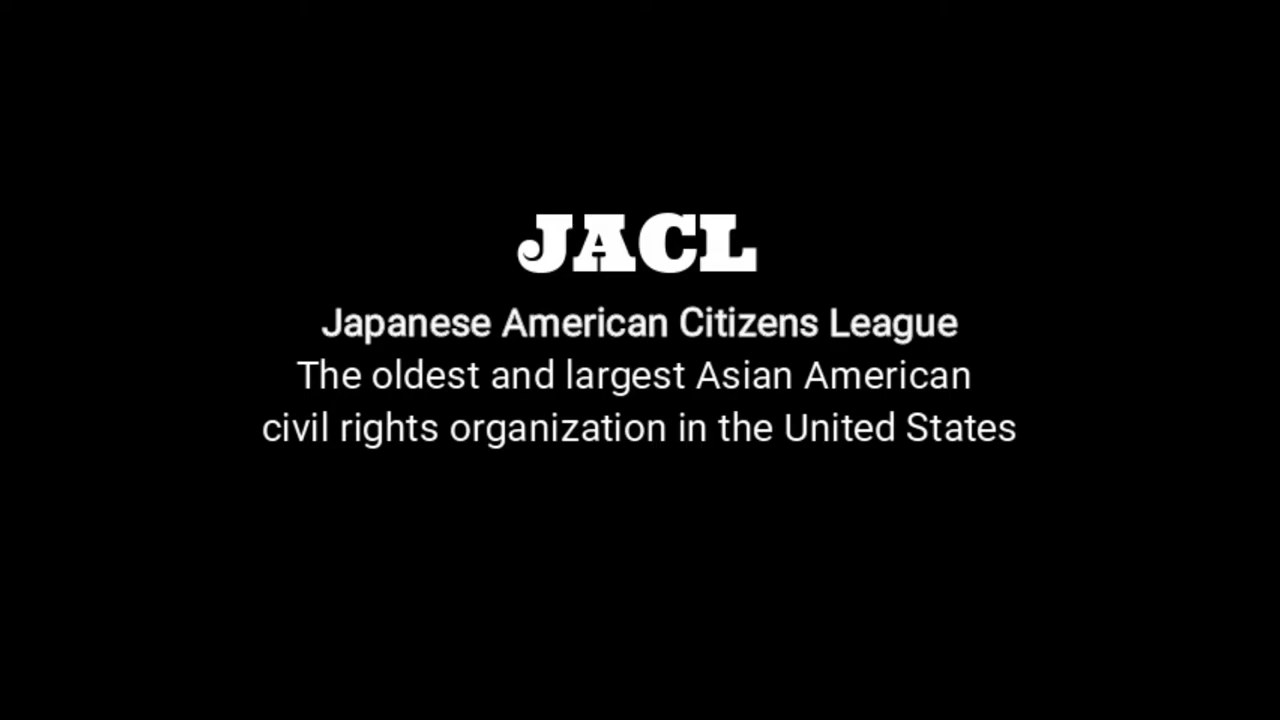 JACL
Japanese American Citizens League
The oldest and largest Asian American
civil rights organization in the United States